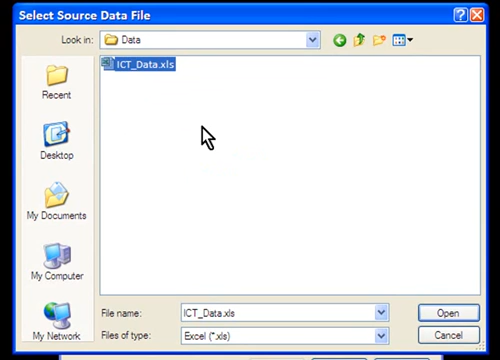 Select Source Data File
Look in: Data
ICT_Data.xls
Recent
Desktop
My Documents
My Computer
My Network
File name: ICT_Data.xls Open
Files of type: Excel (*.xls) Cancel